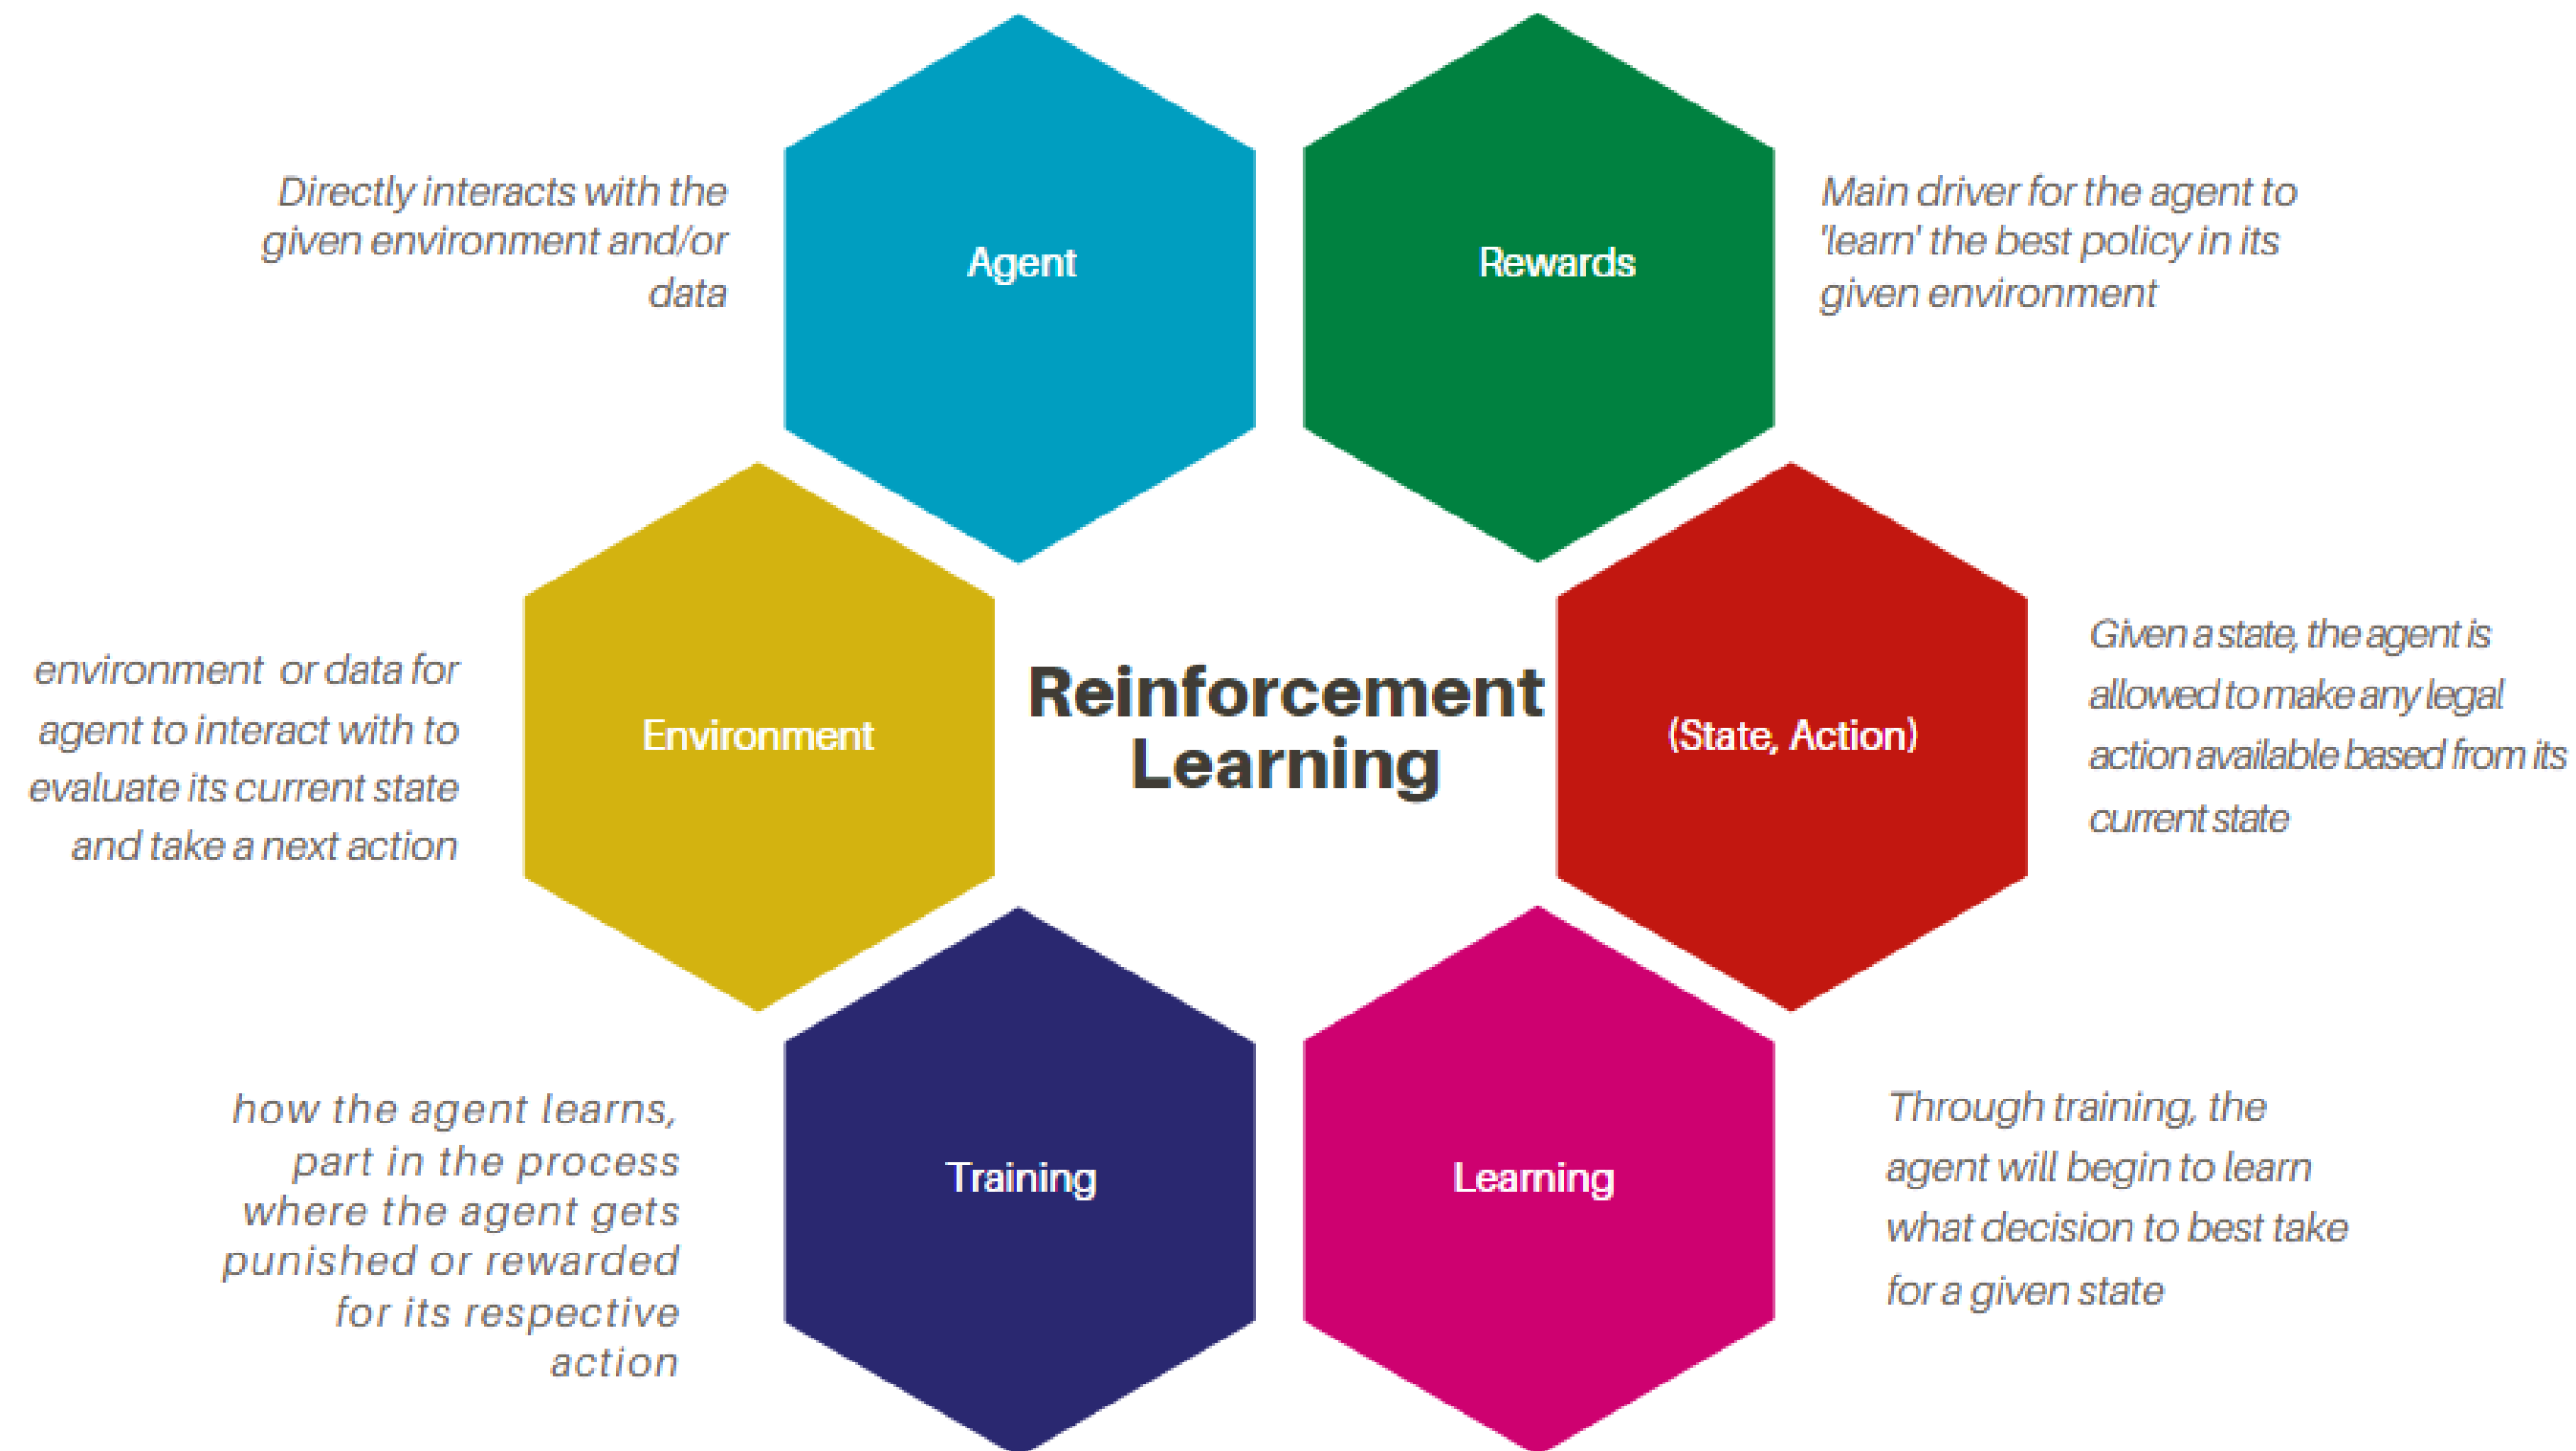 Directly interacts with the
given environment and/or
data
Agent
Rewards
Main driver for the agent to
'learn' the best policy in its
given environment
environment or data for
agent to interact with to
evaluate its current state
and take a next action
Environment
Reinforcement
Learning
(State, Action)
Given a state, the agent is
allowed to make any legal
action available based from its
current state
how the agent learns,
part in the process
where the agent gets
punished or rewarded
for its respective
action
Training
Learning
Through training, the
agent will begin to learn
what decision to best take
for a given state